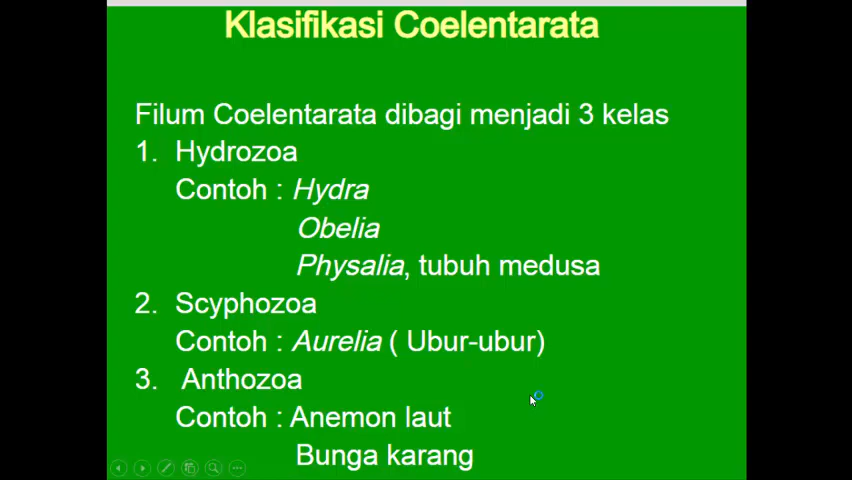 Klasifikasi Coelentarata
Filum Coelentarata dibagi menjadi 3 kelas
1. Hydrozoa
Contoh : Hydra
Obelia
Physalia, tubuh medusa
2. Scyphozoa
Contoh : Aurelia ( Ubur-ubur)
3. Anthozoa
Contoh : Anemon laut
Bunga karang